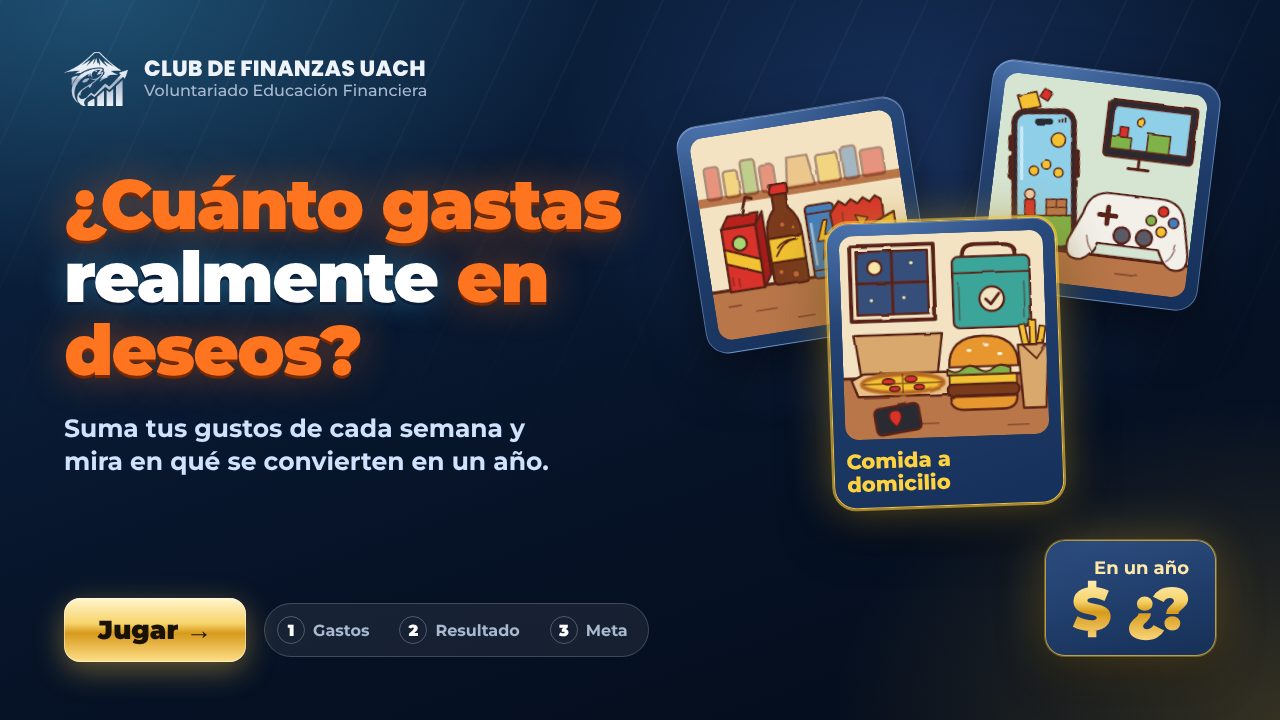 CLUB DE FINANZAS UACH
Voluntariado Educación Financiera
¿Cuánto gastas
realmente en
deseos?
Suma tus gustos de cada semana y
mira en qué se convierten en un año.
Comida a
domicilio
En un año
$ ¿?
Jugar →
1 Gastos
2 Resultado
3 Meta